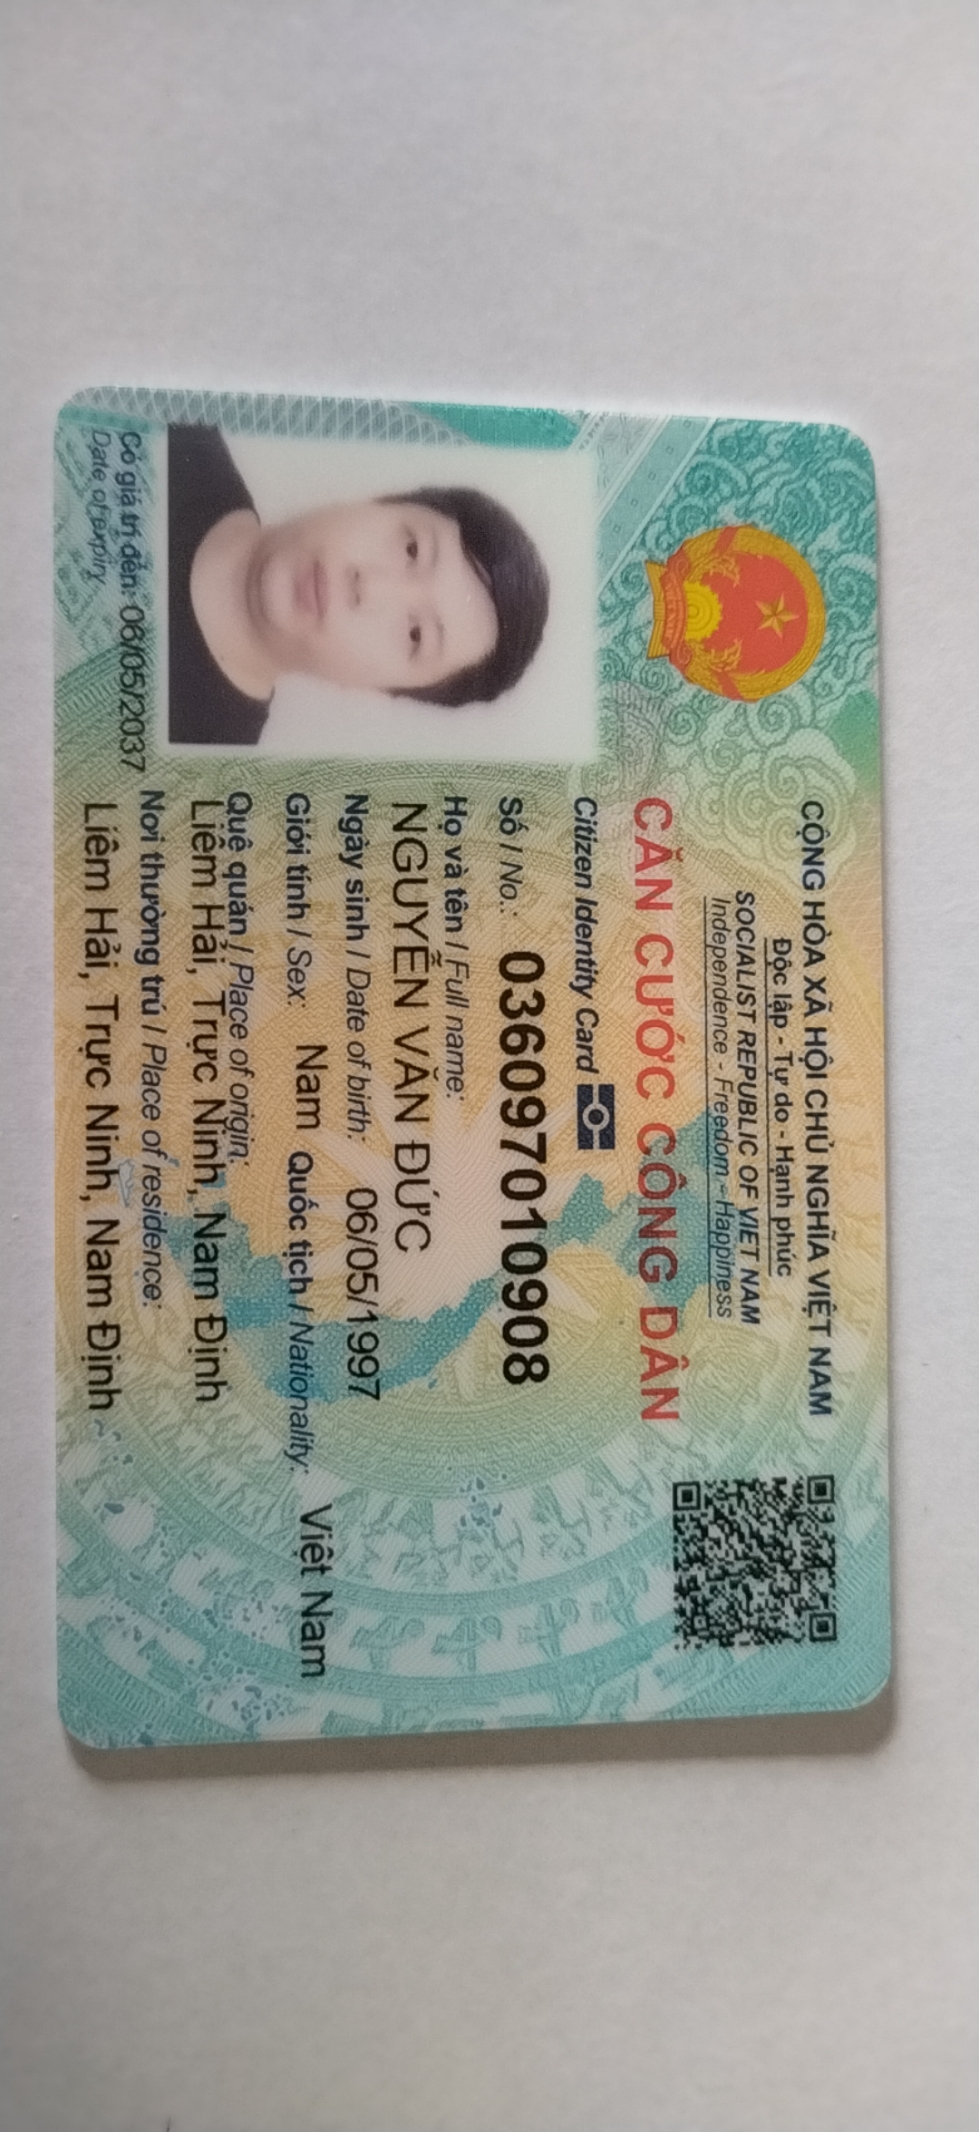 CỘNG HÒA XÃ HỘI CHỦ NGHĨA VIỆT NAM
Độc lập - Tự do - Hạnh phúc
SOCIALIST REPUBLIC OF VIET NAM
Independence - Freedom - Happiness
CĂN CƯỚC CÔNG DÂN
Citizen Identity Card
Số / No.: 036097010908
Họ và tên / Full name:
NGUYỄN VĂN ĐỨC
Ngày sinh / Date of birth: 06/05/1997
Giới tính / Sex: Nam Quốc tịch / Nationality: Việt Nam
Quê quán / Place of origin:
Liêm Hải, Trực Ninh, Nam Định
Nơi thường trú / Place of residence:
Liêm Hải, Trực Ninh, Nam Định
Có giá trị đến: 06/05/2037
Date of expiry